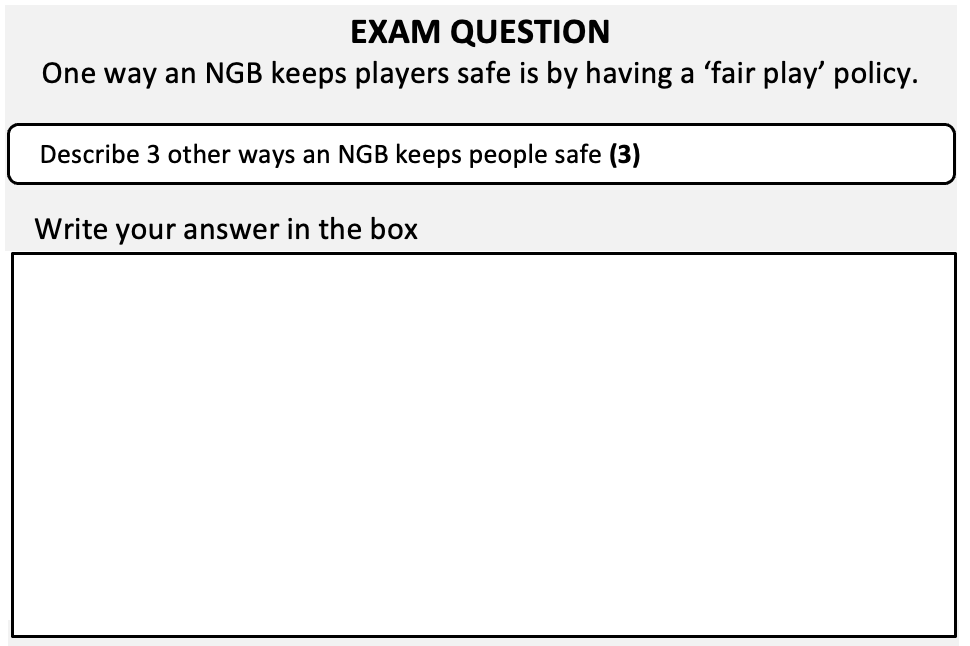 EXAM QUESTION
One way an NGB keeps players safe is by having a ‘fair play’ policy.
Describe 3 other ways an NGB keeps people safe (3)
Write your answer in the box